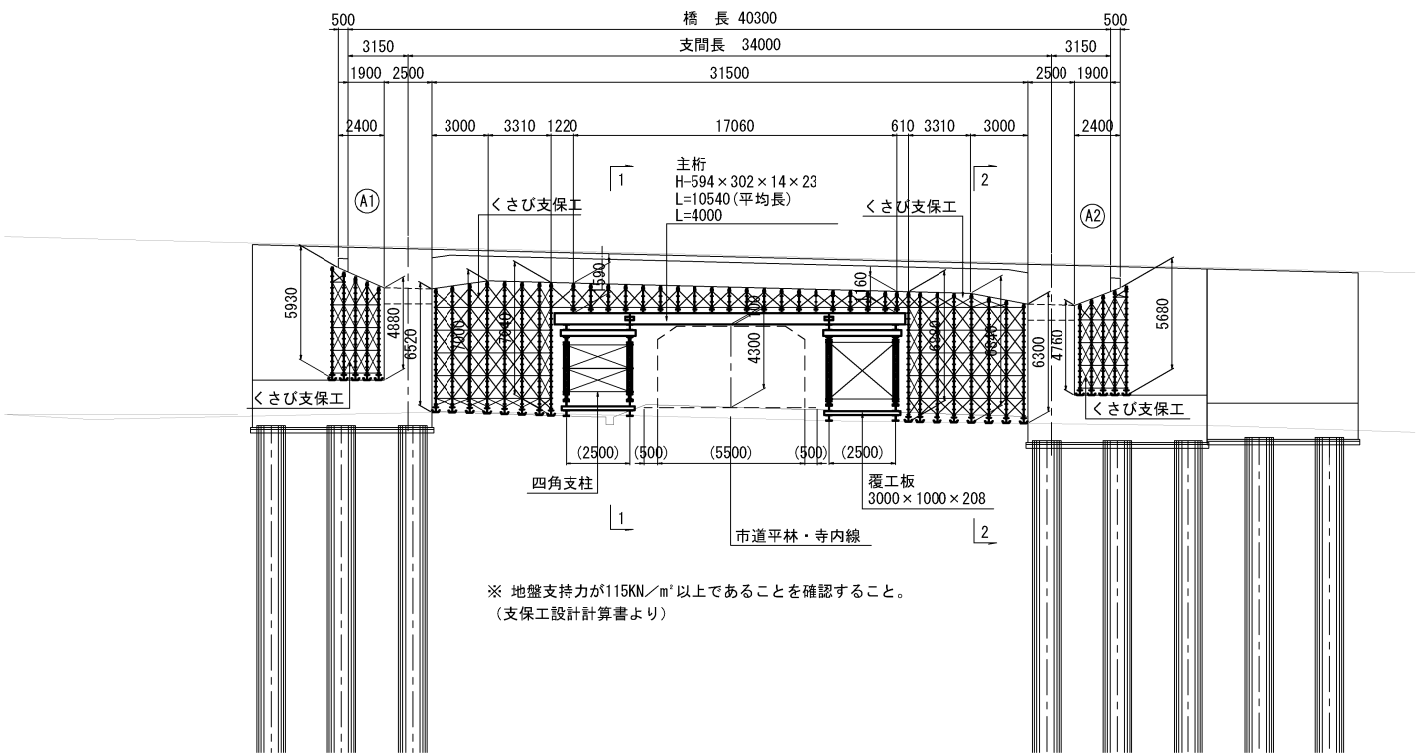 500
橋 長 40300
500
3150
支間長 34000
3150
1900
2500
31500
2500
1900
2400
3000
3310
1220
17060
610
3310
3000
2400
主桁
H-594×302×14×23
L=10540(平均長)
L=4000
1
2
A1
くさび支保工
くさび支保工
A2
5930
4880
6520
7000
7040
1590
4300
1160
6840
6300
4760
5680
くさび支保工
くさび支保工
(2500)
(500)
(5500)
(500)
(2500)
四角支柱
覆工板
3000×1000×208
1
2
市道平林・寺内線
※ 地盤支持力が115KN／㎡以上であることを確認すること。
（支保工設計計算書より）